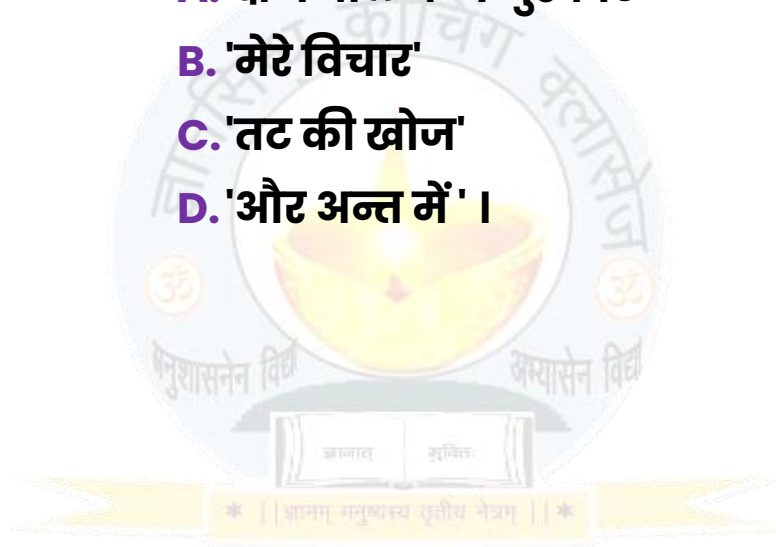 A.
B. 'मेरे विचार'
C. 'तट की खोज'
D. 'और अन्त में ' ।
कोचिंग क्लासेज
ॐ ॐ
अनुशासनेन विद्या अभ्यासेन विद्या
ज्ञानात् मुक्तिः
* ||ज्ञानम् मनुष्यस्य तृतीय नेत्रम् ||*